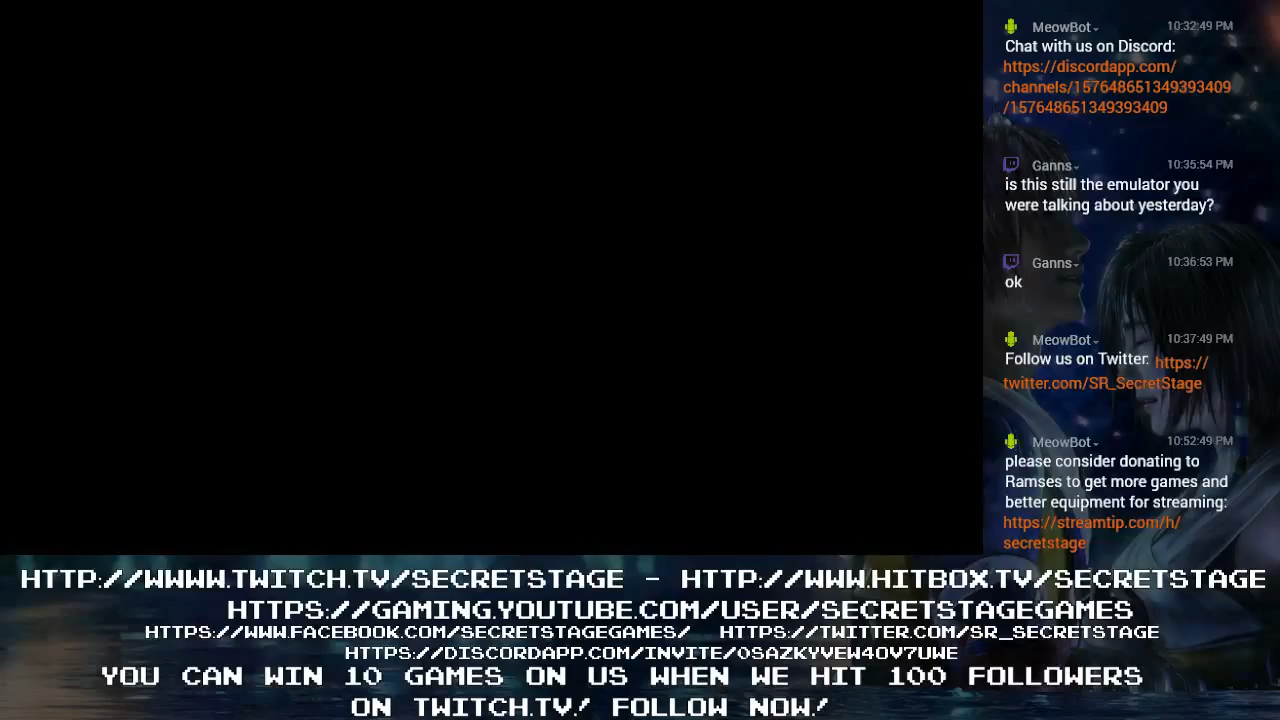 MeowBot 10:32:49 PM
Chat with us on Discord:
https://discordapp.com/
channels/157648651349393409
/157648651349393409
Ganns 10:35:54 PM
is this still the emulator you
were talking about yesterday?
Ganns 10:36:53 PM
ok
MeowBot 10:37:49 PM
Follow us on Twitter: https://
twitter.com/SR_SecretStage
MeowBot 10:52:49 PM
please consider donating to
Ramses to get more games and
better equipment for streaming:
https://streamtip.com/h/
secretstage
HTTP://WWWW.TWITCH.TV/SECRETSTAGE - HTTP://WWW.HITBOX.TV/SECRETSTAGE
HTTPS://GAMING.YOUTUBE.COM/USER/SECRETSTAGEGAMES
HTTPS://WWW.FACEBOOK.COM/SECRETSTAGEGAMES/ HTTPS://TWITTER.COM/SR_SECRETSTAGE
HTTPS://DISCORDAPP.COM/INVITE/0SAZKYVEW4OV7UWE
YOU CAN WIN 10 GAMES ON US WHEN WE HIT 100 FOLLOWERS
ON TWITCH.TV! FOLLOW NOW!